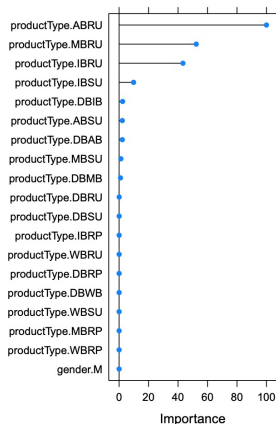 productType.ABRU
productType.MBRU
productType.IBRU
productType.IBSU
productType.DBIB
productType.ABSU
productType.DBAB
productType.MBSU
productType.DBMB
productType.DBRU
productType.DBSU
productType.IBRP
productType.WBRU
productType.DBRP
productType.DBWB
productType.WBSU
productType.MBRP
productType.WBRP
gender.M
0 20 40 60 80 100
Importance